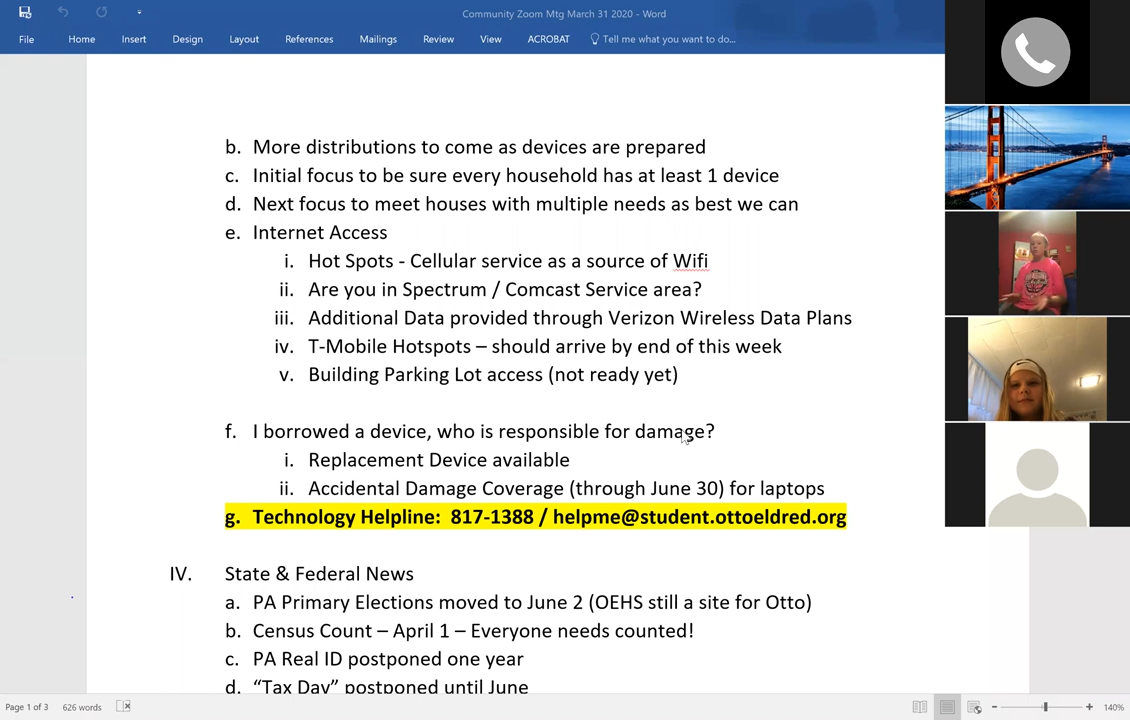 Community Zoom Mtg March 31 2020 - Word
File Home Insert Design Layout References Mailings Review View ACROBAT Tell me what you want to do...
b. More distributions to come as devices are prepared
c. Initial focus to be sure every household has at least 1 device
d. Next focus to meet houses with multiple needs as best we can
e. Internet Access
i. Hot Spots - Cellular service as a source of Wifi
ii. Are you in Spectrum / Comcast Service area?
iii. Additional Data provided through Verizon Wireless Data Plans
iv. T-Mobile Hotspots – should arrive by end of this week
v. Building Parking Lot access (not ready yet)
f. I borrowed a device, who is responsible for damage?
i. Replacement Device available
ii. Accidental Damage Coverage (through June 30) for laptops
g. Technology Helpline: 817-1388 / helpme@student.ottoeldred.org
IV. State & Federal News
a. PA Primary Elections moved to June 2 (OEHS still a site for Otto)
b. Census Count – April 1 – Everyone needs counted!
c. PA Real ID postponed one year
d. “Tax Day” postponed until June
Page 1 of 3 626 words 140%